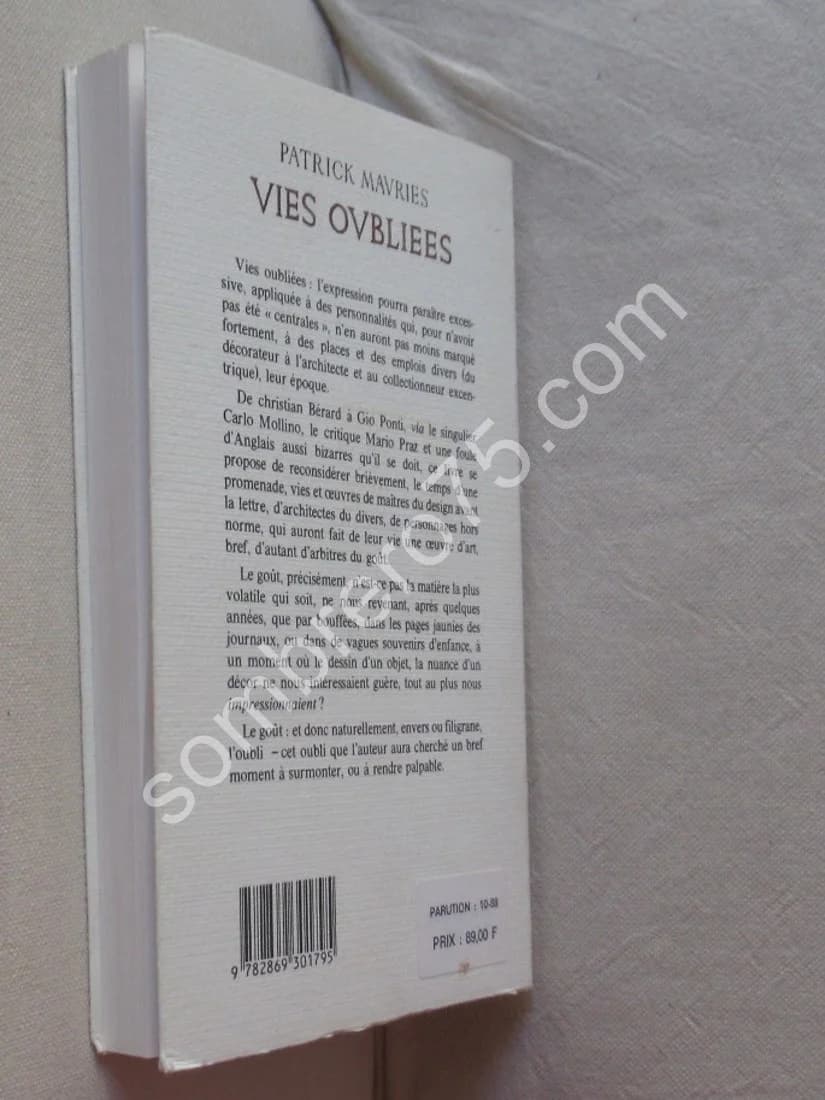 PATRICK MAVRIES
VIES OVBLIEES
Vies oubliées : l'expression pourra paraître exces-
sive, appliquée à des personnalités qui, pour n'avoir
pas été « centrales », n'en auront pas moins marqué
fortement, à des places et des emplois divers (du
décorateur à l'architecte et au collectionneur excen-
trique), leur époque.
De christian Bérard à Gio Ponti, via le singulier
Carlo Mollino, le critique Mario Praz et une foule
d'Anglais aussi bizarres qu'il se doit, ce livre se
propose de reconsidérer brièvement, le temps d'une
promenade, vies et œuvres de maîtres du design avant
la lettre, d'architectes du divers, de personnages hors
norme, qui auront fait de leur vie une œuvre d'art,
bref, d'autant d'arbitres du goût.
Le goût, précisément, n'est-ce pas la matière la plus
volatile qui soit, ne nous revenant, après quelques
années, que par bouffées, dans les pages jaunies des
journaux, ou dans de vagues souvenirs d'enfance, à
un moment où le dessin d'un objet, la nuance d'un
décor ne nous intéressaient guère, tout au plus nous
impressionnaient ?
Le goût : et donc naturellement, envers ou filigrane,
l'oubli – cet oubli que l'auteur aura cherché un bref
moment à surmonter, ou à rendre palpable.
9 782869 301795
PARUTION : 10-88
PRIX : 89,00 F
sombrero75.com